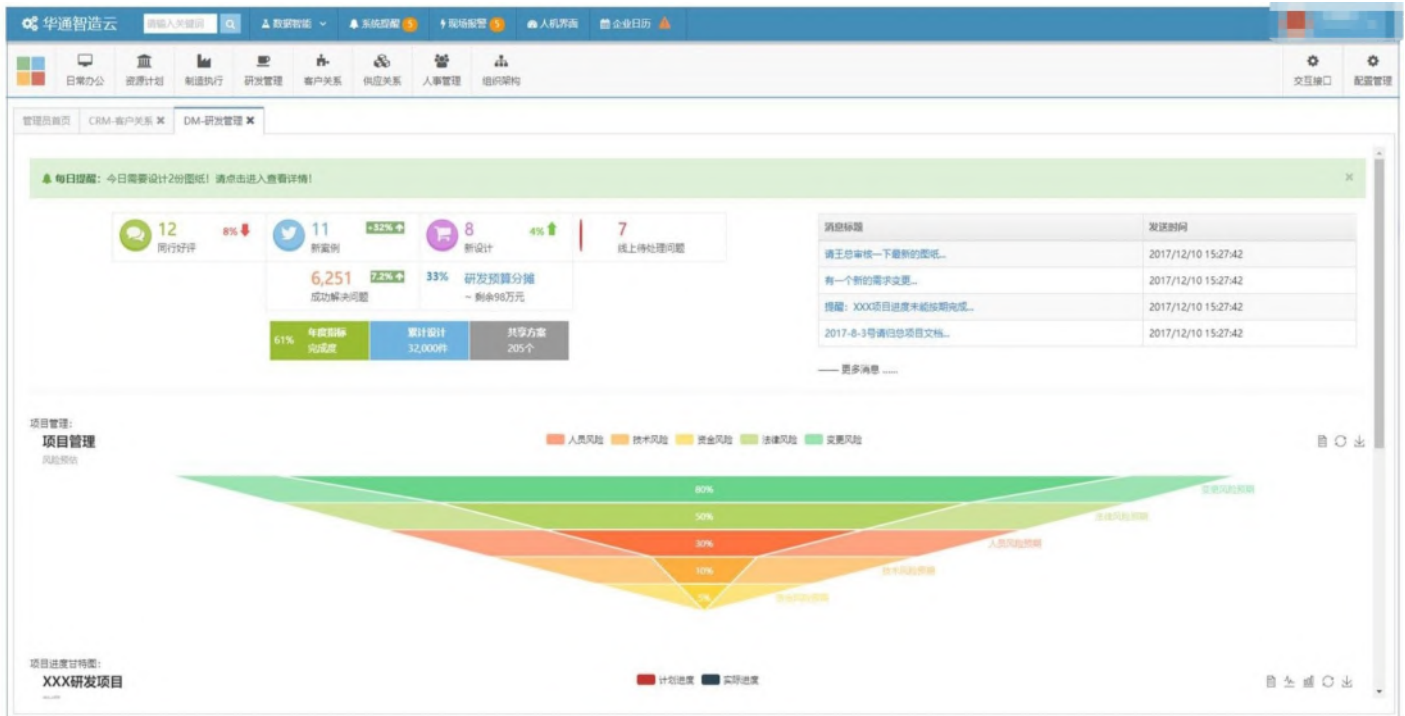 华通智造云 请输入关键词 数据智能 系统提醒 5 现场报警 5 人机界面 企业日历
日常办公 资源计划 制造执行 研发管理 客户关系 供应关系 人事管理 组织架构 交互接口 配置管理
管理员首页 CRM-客户关系 ✖ DM-研发管理 ✖
每日提醒：今日需要设计2份图纸！请点击进入查看详情！ ×
12 8% 11 +32% 8 4% 7
同行好评 新案例 新设计 线上待处理问题
6,251 7.2% 33% 研发预算分摊
成功解决问题 ~ 剩余98万元
61% 年度指标 累计设计 共享方案
完成度 32,000件 205个
消息标题 发送时间
请王总审核一下最新的图纸... 2017/12/10 15:27:42
有一个新的需求变更... 2017/12/10 15:27:42
提醒：XXX项目进度未能按期完成... 2017/12/10 15:27:42
2017-8-3号请归总项目文档... 2017/12/10 15:27:42
—— 更多消息 ......
项目管理：
项目管理
风险预估
人员风险 技术风险 资金风险 法律风险 变更风险
80% 变更风险预期
50% 法律风险预期
30% 人员风险预期
10% 技术风险预期
5% 资金风险预期
项目进度甘特图：
XXX研发项目
计划进度 实际进度